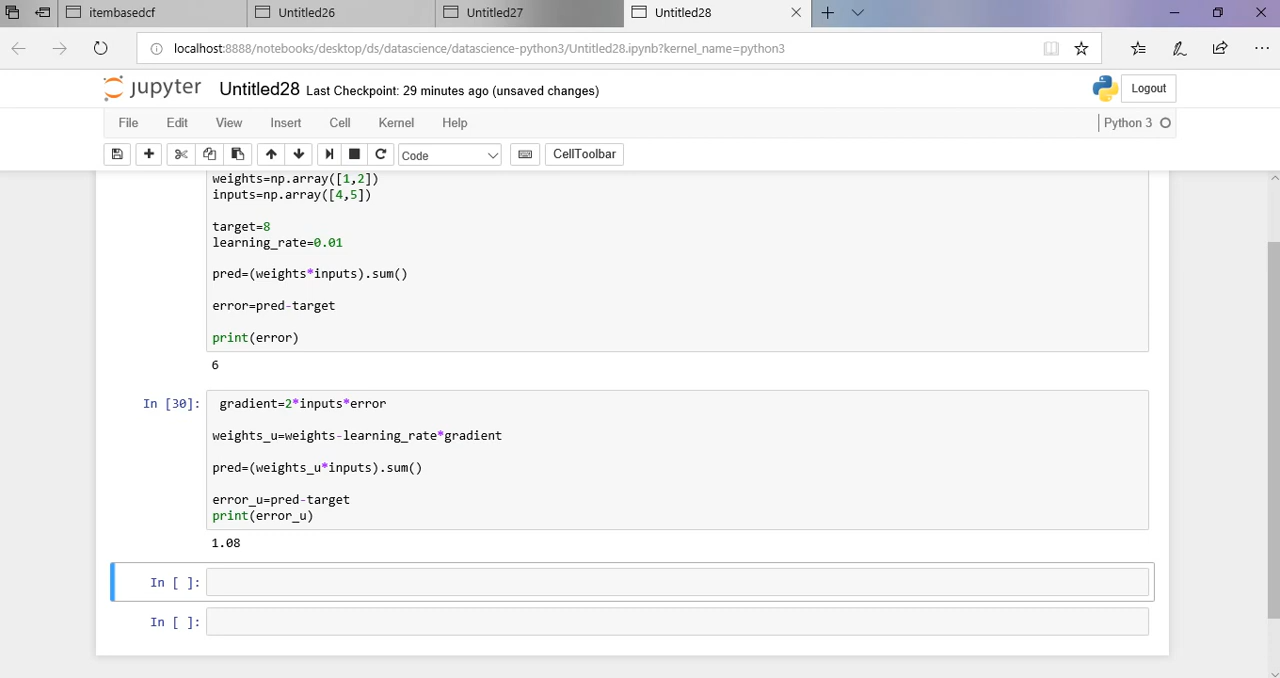 itembasedcf
Untitled26
Untitled27
Untitled28
localhost:8888/notebooks/desktop/ds/datascience/datascience-python3/Untitled28.ipynb?kernel_name=python3
jupyter Untitled28 Last Checkpoint: 29 minutes ago (unsaved changes)
Logout
File Edit View Insert Cell Kernel Help
Python 3
Code
CellToolbar
weights=np.array([1,2])
inputs=np.array([4,5])
target=8
learning_rate=0.01
pred=(weights*inputs).sum()
error=pred-target
print(error)
6
In [30]:
gradient=2*inputs*error
weights_u=weights-learning_rate*gradient
pred=(weights_u*inputs).sum()
error_u=pred-target
print(error_u)
1.08
In [ ]:
In [ ]: